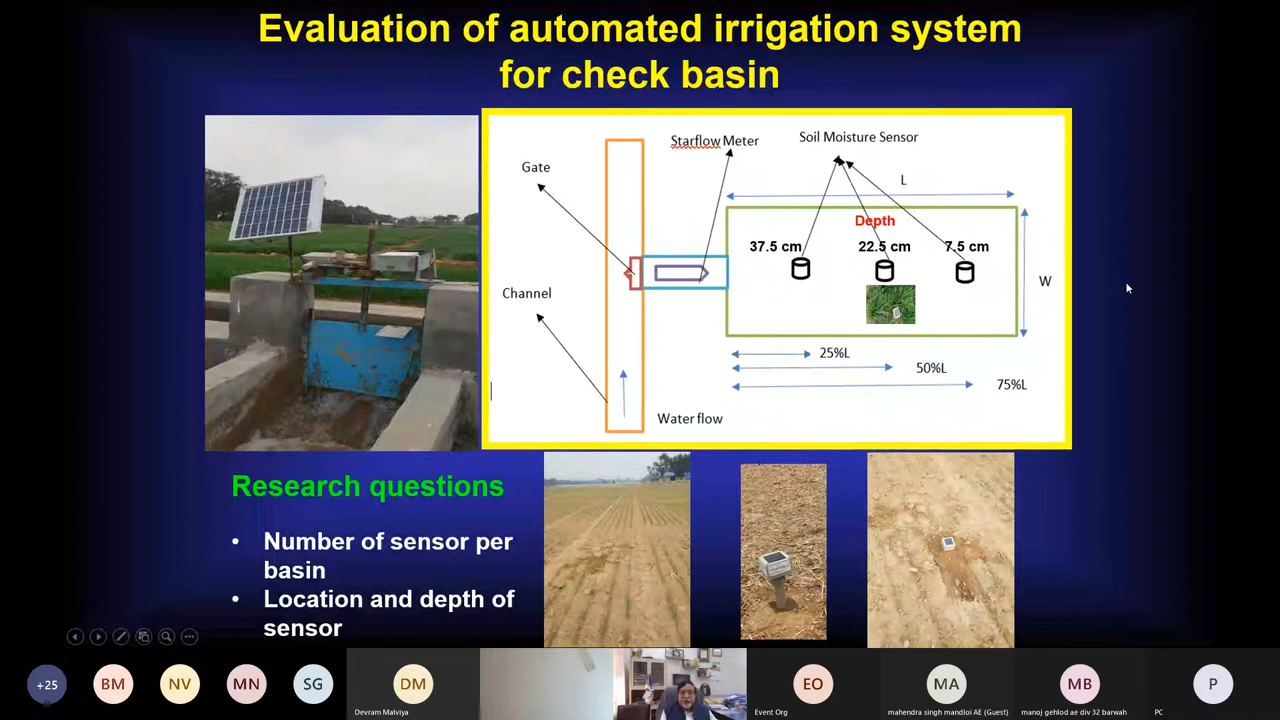 Evaluation of automated irrigation system
for check basin
Starflow Meter
Soil Moisture Sensor
Gate
L
Depth
37.5 cm
22.5 cm
7.5 cm
W
Channel
25%L
50%L
75%L
Water flow
Research questions
• Number of sensor per
basin
• Location and depth of
sensor
+25
BM
NV
MN
SG
DM
Devram Malviya
EO
Event Org
MA
mahendra singh mandloi AE (Guest)
MB
manoj gehlod ae div 32 barwah
P
PC